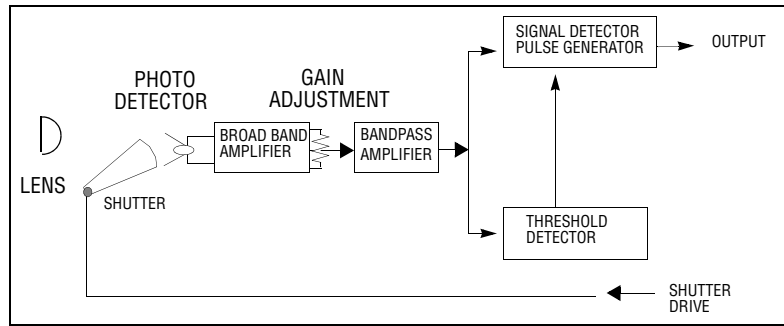 SIGNAL DETECTOR
PULSE GENERATOR
OUTPUT
PHOTO
DETECTOR
GAIN
ADJUSTMENT
BROAD BAND
AMPLIFIER
BANDPASS
AMPLIFIER
LENS
SHUTTER
THRESHOLD
DETECTOR
SHUTTER
DRIVE